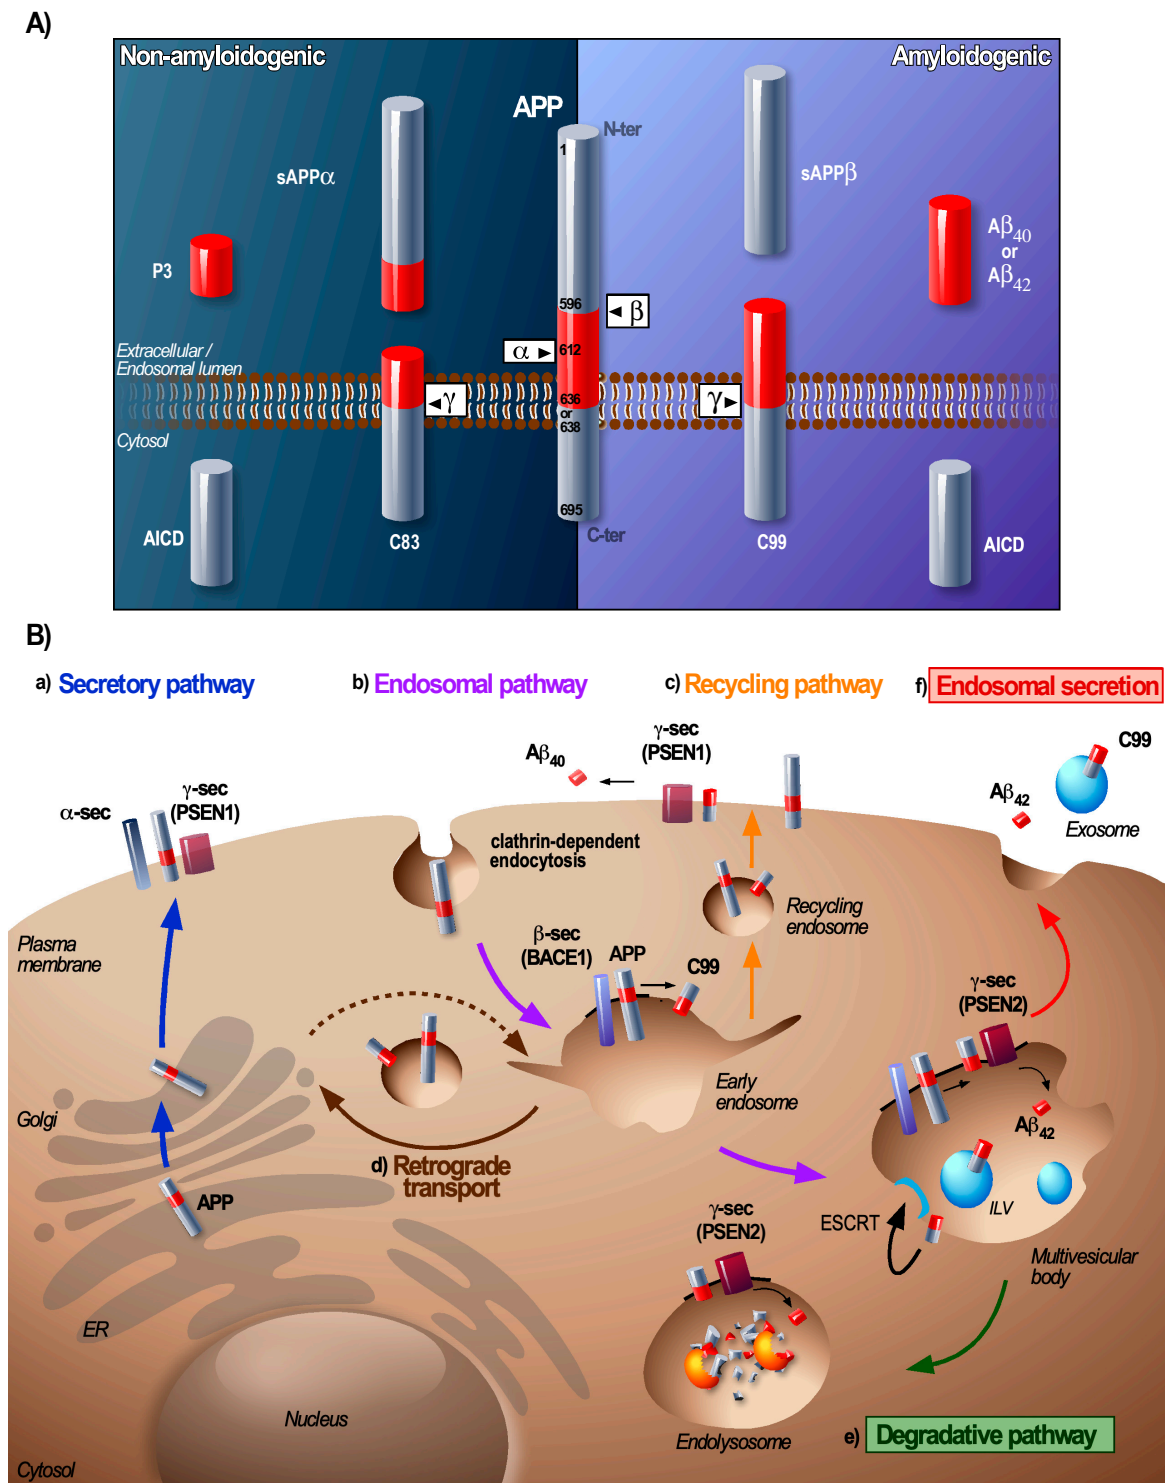 A)
Non-amyloidogenic
Amyloidogenic
APP
N-ter
1
sAPPα
sAPPβ
P3
Aβ40
or
Aβ42
596
◄ β
α ►
612
Extracellular /
Endosomal lumen
◄γ
γ►
636
or
638
Cytosol
695
AICD
C83
C-ter
C99
AICD
B)
a) Secretory pathway
b) Endosomal pathway
c) Recycling pathway
f) Endosomal secretion
α-sec
γ-sec
(PSEN1)
Aβ40
γ-sec
(PSEN1)
C99
Aβ42
Exosome
clathrin-dependent
endocytosis
Plasma
membrane
β-sec
(BACE1)
APP
C99
Recycling
endosome
γ-sec
(PSEN2)
Golgi
Early
endosome
Aβ42
d) Retrograde
transport
APP
γ-sec
(PSEN2)
ESCRT
ILV
Multivesicular
body
ER
Nucleus
Endolysosome
e) Degradative pathway
Cytosol